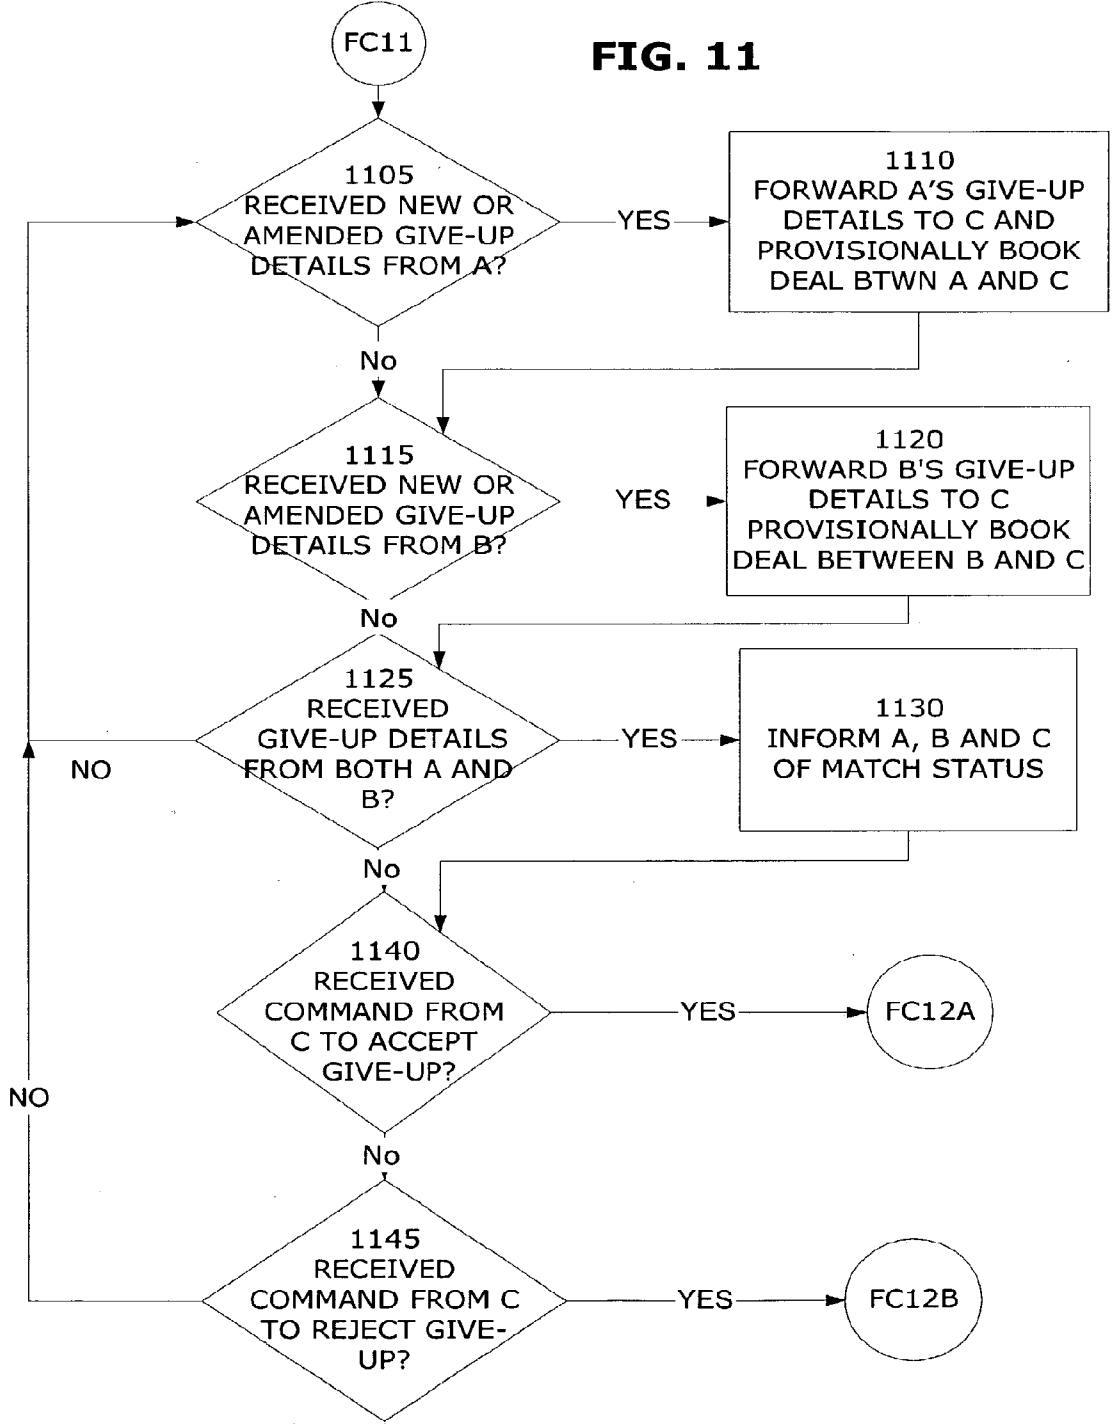 FC11
FIG. 11
1105
RECEIVED NEW OR
AMENDED GIVE-UP
DETAILS FROM A?
YES
1110
FORWARD A'S GIVE-UP
DETAILS TO C AND
PROVISIONALLY BOOK
DEAL BTWN A AND C
No
1115
RECEIVED NEW OR
AMENDED GIVE-UP
DETAILS FROM B?
YES
1120
FORWARD B'S GIVE-UP
DETAILS TO C
PROVISIONALLY BOOK
DEAL BETWEEN B AND C
No
1125
RECEIVED
GIVE-UP DETAILS
FROM BOTH A AND
B?
YES
1130
INFORM A, B AND C
OF MATCH STATUS
NO
No
1140
RECEIVED
COMMAND FROM
C TO ACCEPT
GIVE-UP?
YES
FC12A
NO
No
1145
RECEIVED
COMMAND FROM C
TO REJECT GIVE-
UP?
YES
FC12B